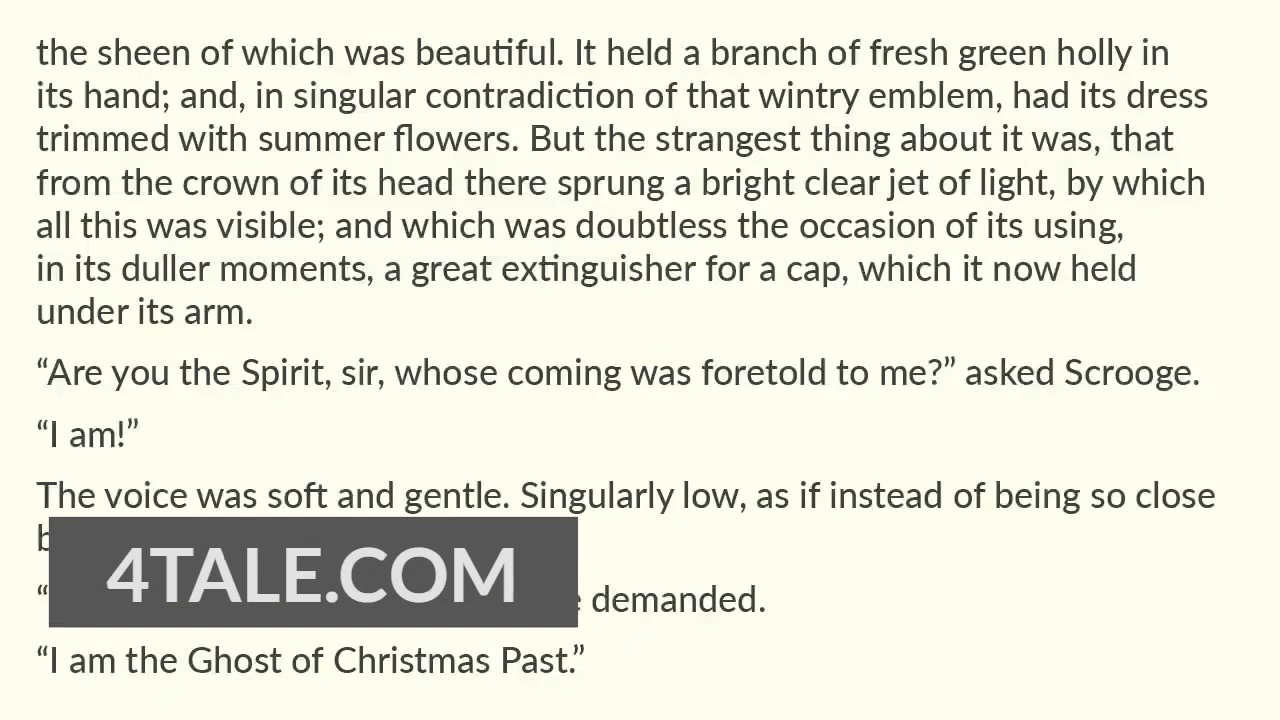 the sheen of which was beautiful. It held a branch of fresh green holly in
its hand; and, in singular contradiction of that wintry emblem, had its dress
trimmed with summer flowers. But the strangest thing about it was, that
from the crown of its head there sprung a bright clear jet of light, by which
all this was visible; and which was doubtless the occasion of its using,
in its duller moments, a great extinguisher for a cap, which it now held
under its arm.
“Are you the Spirit, sir, whose coming was foretold to me?” asked Scrooge.
“I am!”
The voice was soft and gentle. Singularly low, as if instead of being so close
4TALE.COM
demanded.
“I am the Ghost of Christmas Past.”